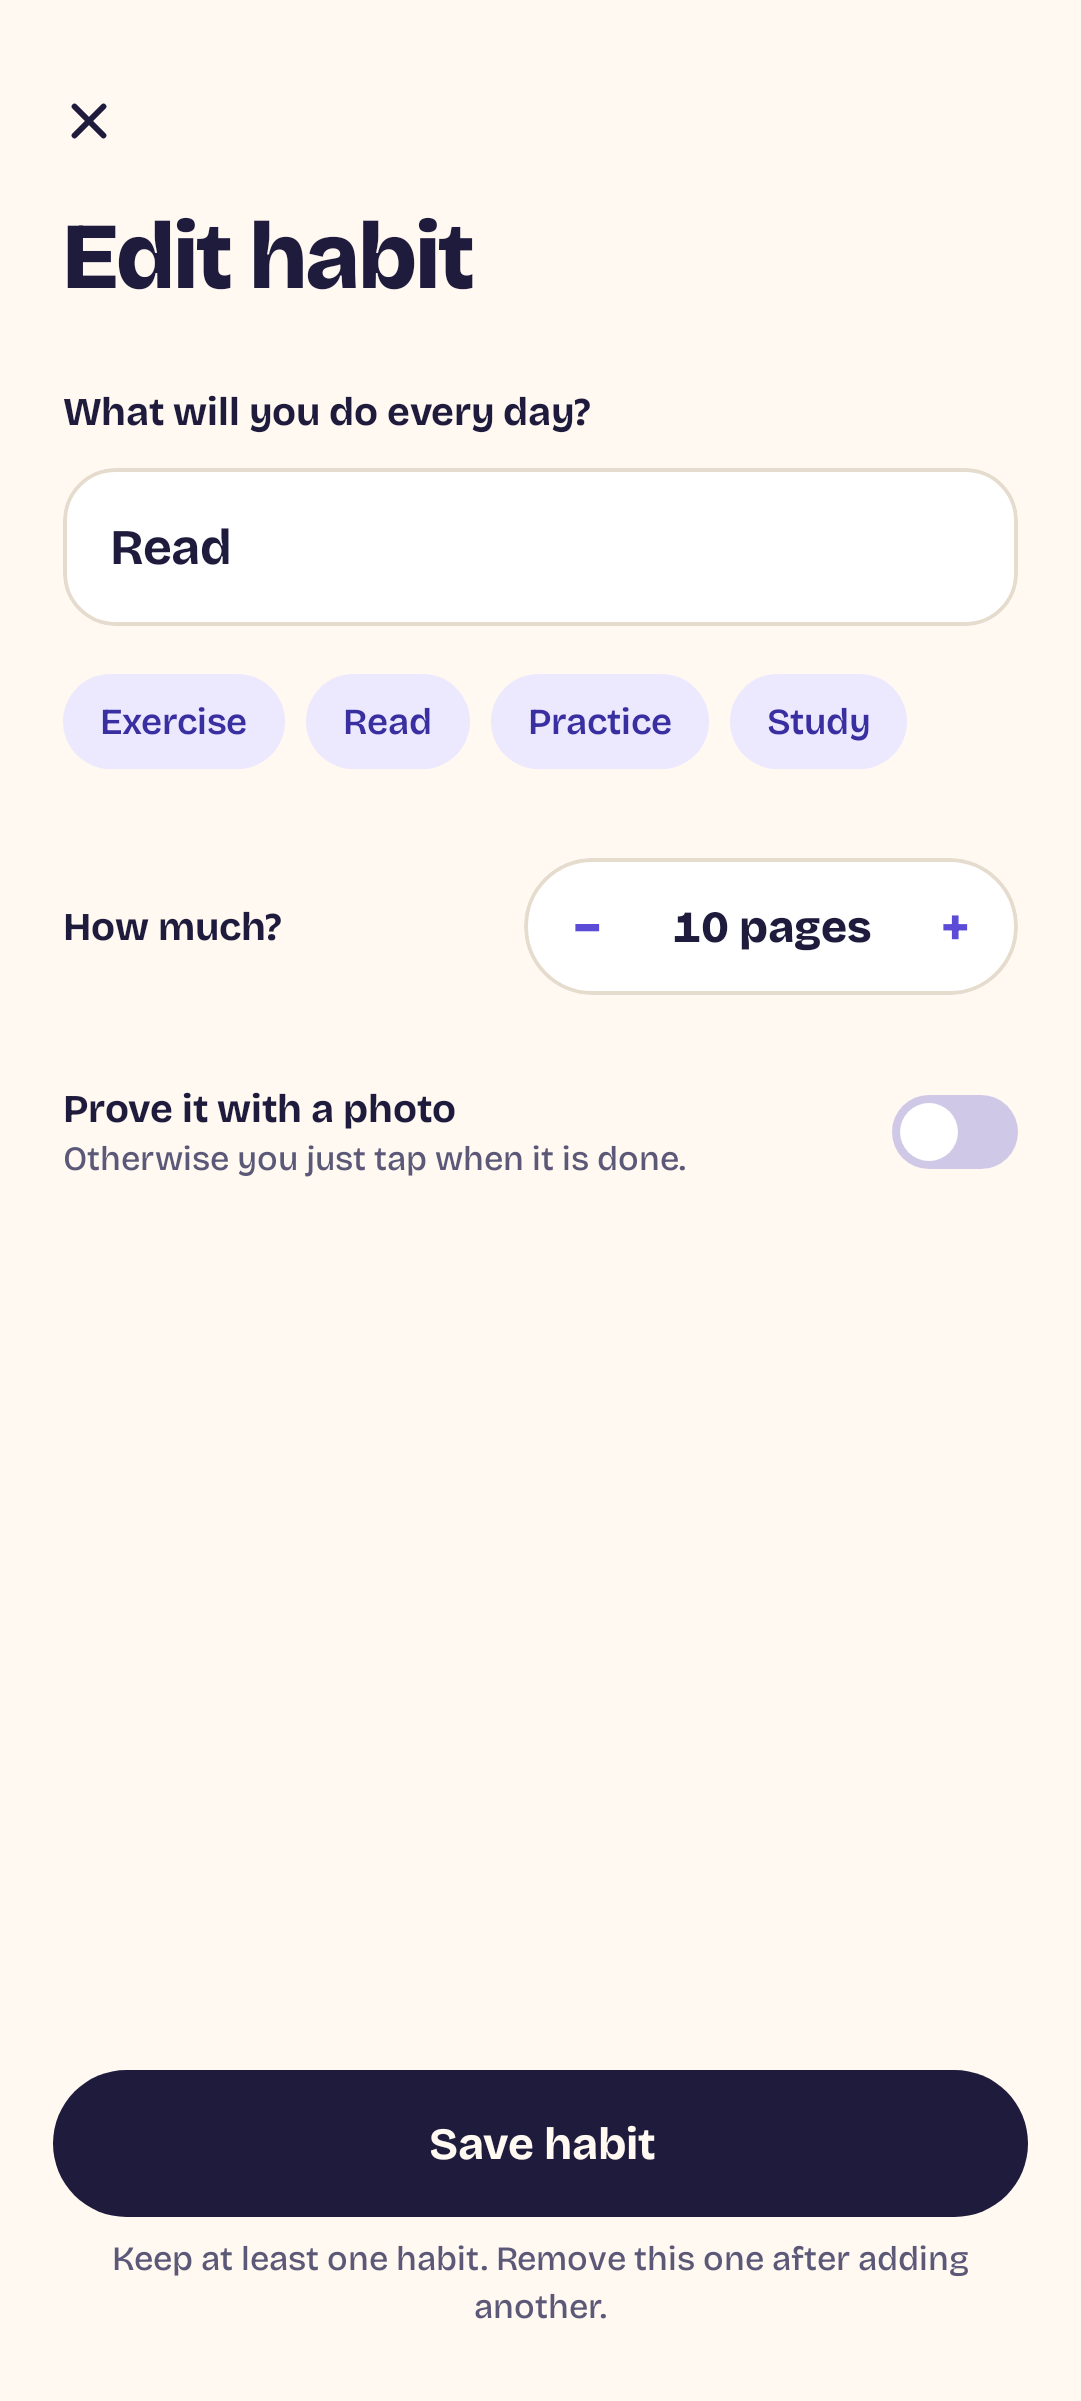 Edit habit
What will you do every day?
Read
Exercise Read Practice Study
How much? − 10 pages +
Prove it with a photo
Otherwise you just tap when it is done.
Save habit
Keep at least one habit. Remove this one after adding
another.